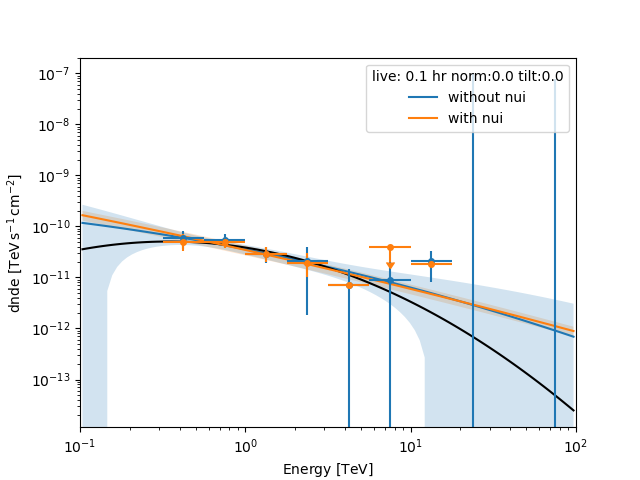 live: 0.1 hr norm:0.0 tilt:0.0
without nui
with nui
dnde [TeV s⁻¹ cm⁻²]
10⁻⁷
10⁻⁸
10⁻⁹
10⁻¹⁰
10⁻¹¹
10⁻¹²
10⁻¹³
10⁻¹ 10⁰ 10¹ 10²
Energy [TeV]